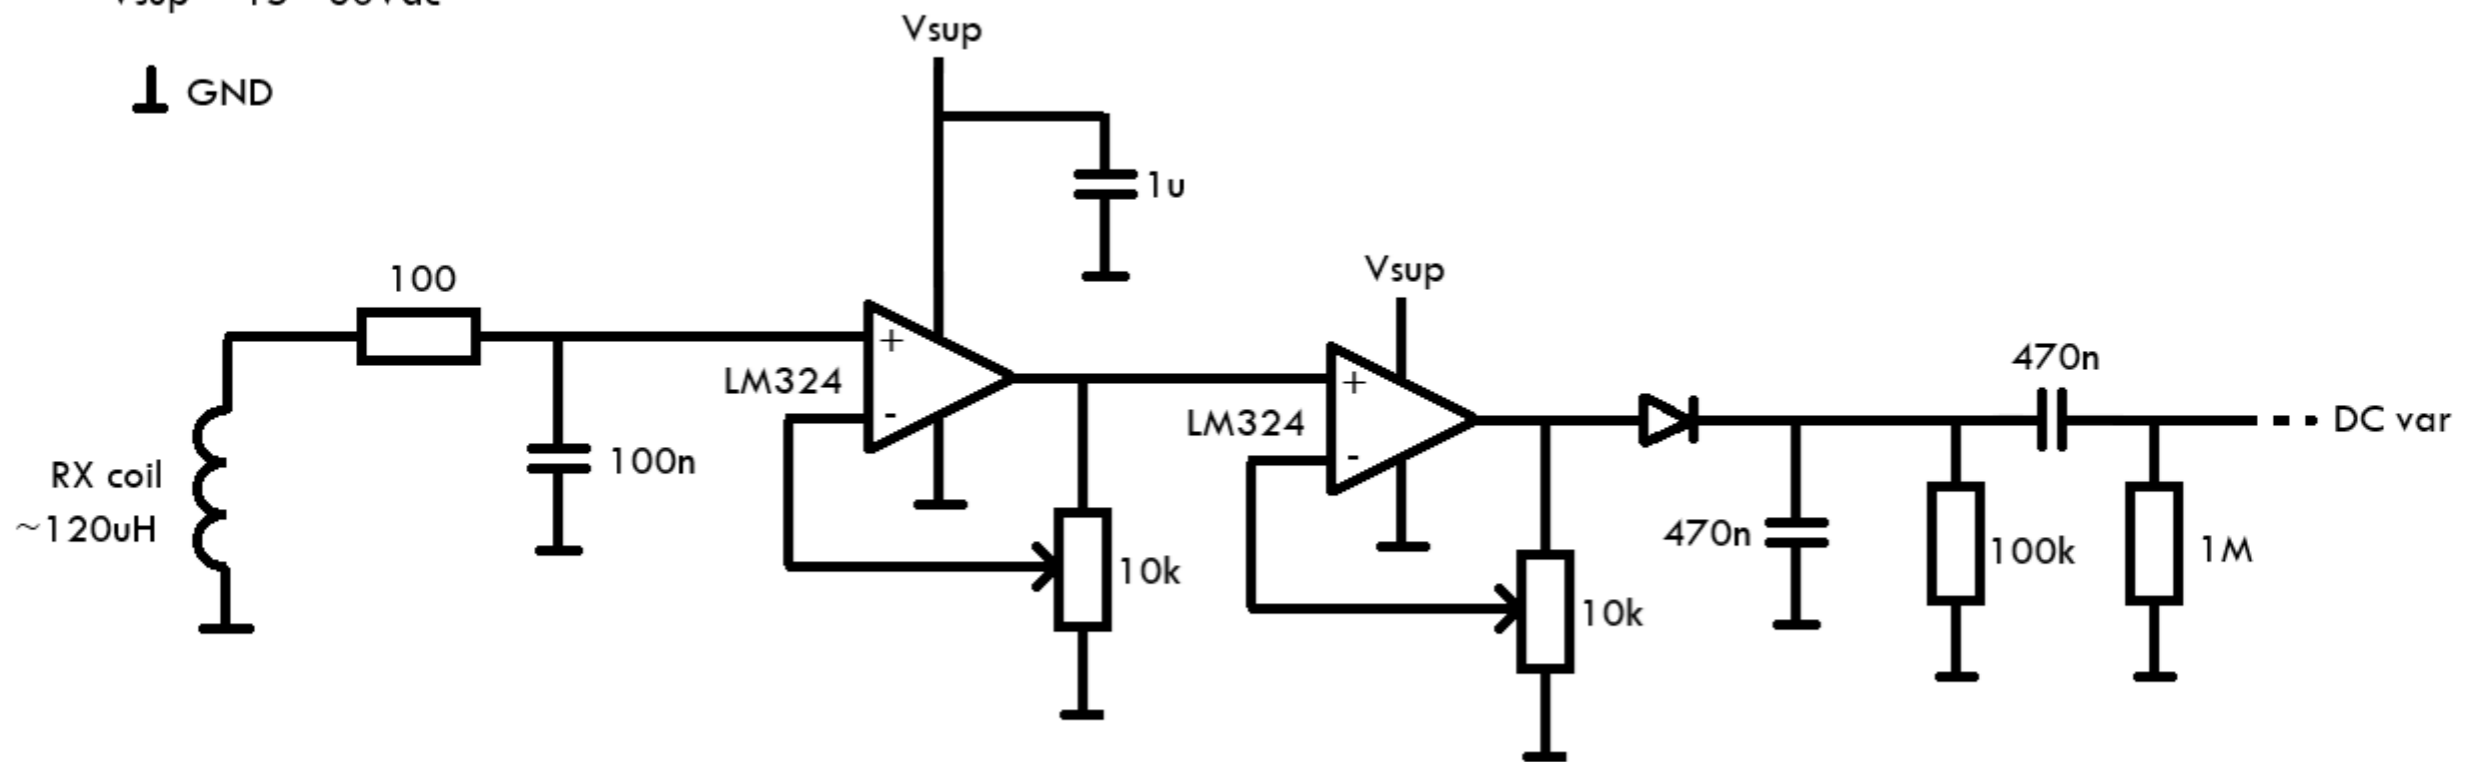 Vsup
GND
Vsup
1u
100
LM324
+
-
100n
RX coil
~120uH
10k
Vsup
LM324
+
-
10k
470n
470n
100k
1M
DC var